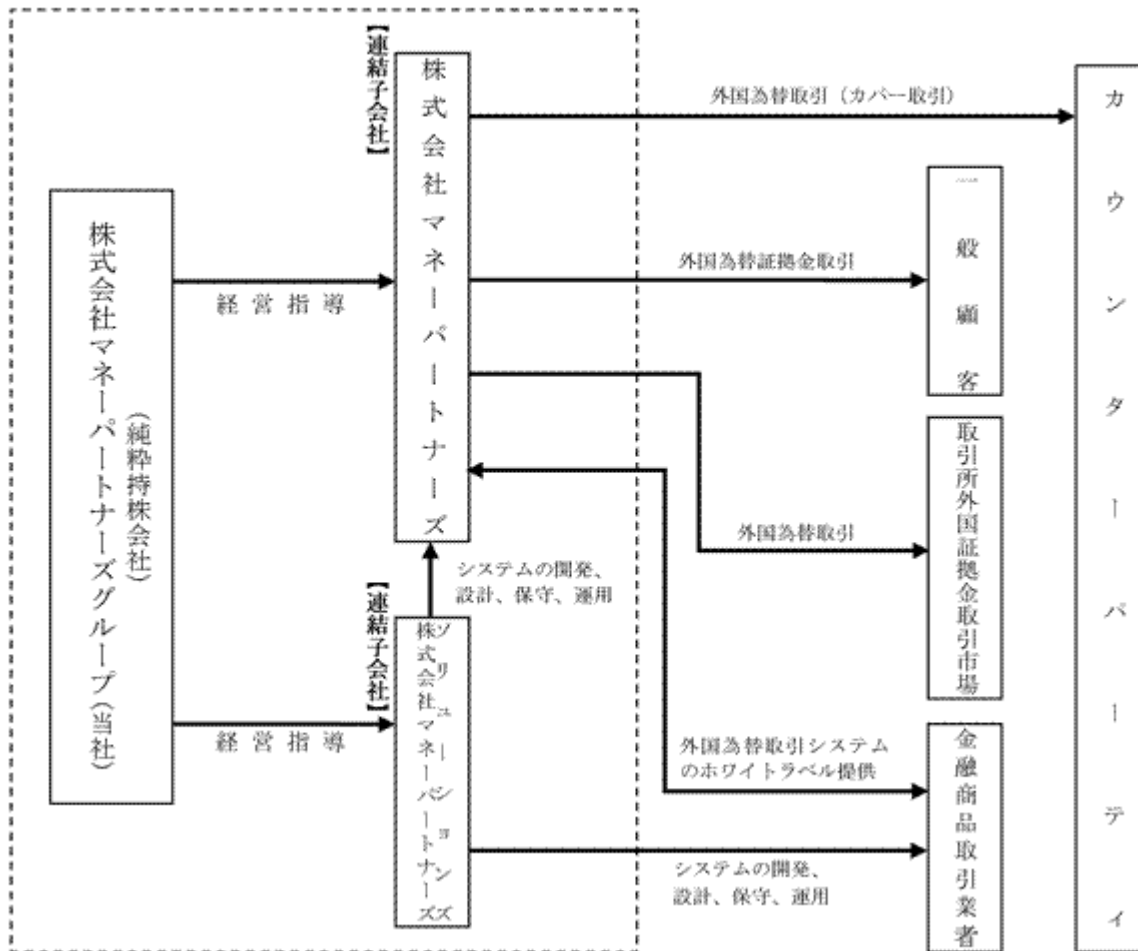 株式会社マネーパートナーズグループ(当社)
(純粋持株会社)
経営指導
経営指導
【連結子会社】
株式会社マネーパートナーズ
システムの開発、
設計、保守、運用
【連結子会社】
株式会社マネーパートナーズ
ソリューションズ
外国為替取引(カバー取引)
外国為替証拠金取引
外国為替取引
外国為替取引システム
のホワイトラベル提供
システムの開発、
設計、保守、運用
一般顧客
取引所外国証拠金取引市場
金融商品取引業者
カウンターパーティ